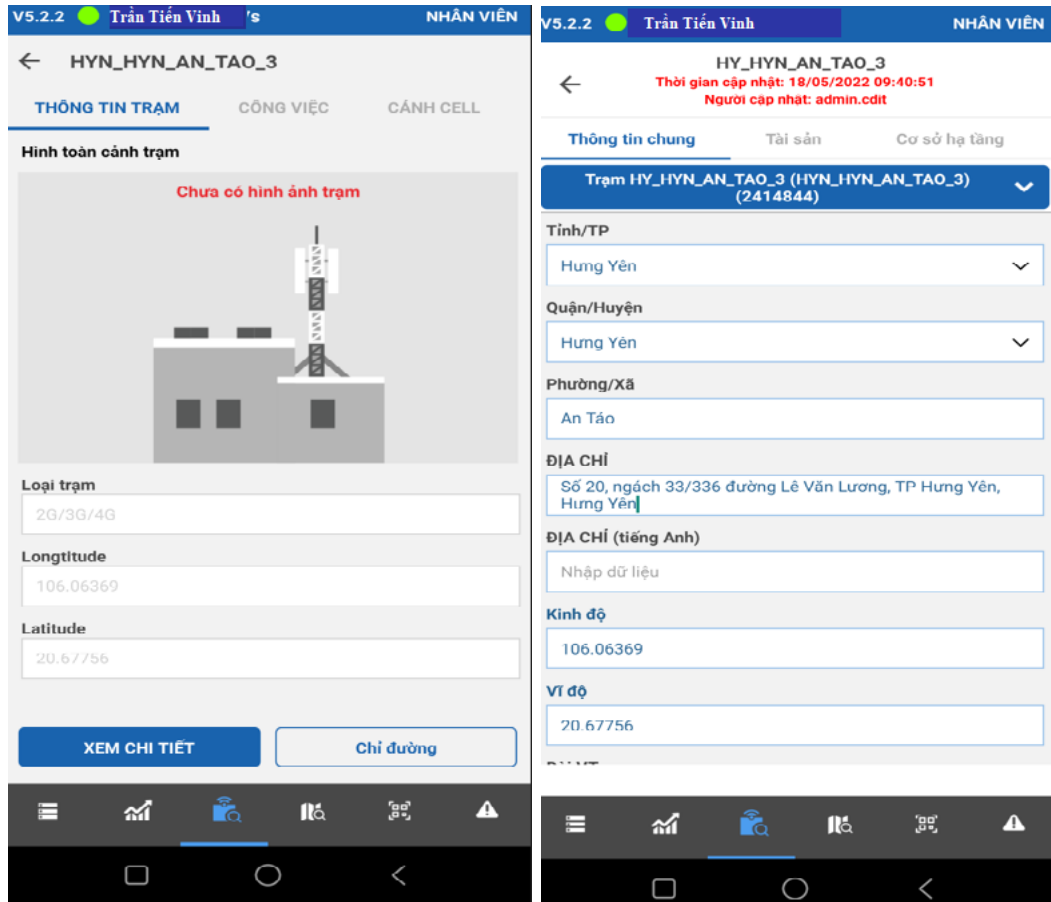 V5.2.2 Trần Tiến Vinh 's NHÂN VIÊN
HYN_HYN_AN_TAO_3
THÔNG TIN TRẠM CÔNG VIỆC CÁNH CELL
Hình toàn cảnh trạm
Chưa có hình ảnh trạm
Loại trạm
2G/3G/4G
Longtitude
106.06369
Latitude
20.67756
XEM CHI TIẾT Chỉ đường
V5.2.2 Trần Tiến Vinh NHÂN VIÊN
HY_HYN_AN_TAO_3
Thời gian cập nhật: 18/05/2022 09:40:51
Người cập nhật: admin.cdit
Thông tin chung Tài sản Cơ sở hạ tầng
Trạm HY_HYN_AN_TAO_3 (HYN_HYN_AN_TAO_3)
(2414844)
Tỉnh/TP
Hưng Yên
Quận/Huyện
Hưng Yên
Phường/Xã
An Táo
ĐỊA CHỈ
Số 20, ngách 33/336 đường Lê Văn Lương, TP Hưng Yên,
Hưng Yên
ĐỊA CHỈ (tiếng Anh)
Nhập dữ liệu
Kinh độ
106.06369
Vĩ độ
20.67756